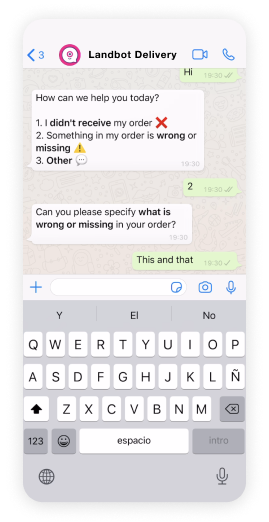 3
Landbot Delivery
Hi
19:30
How can we help you today?
1. I didn't receive my order ❌
2. Something in my order is wrong or
missing ⚠️
3. Other 💬
19:30
2
19:30
Can you please specify what is
wrong or missing in your order?
19:30
This and that
19:30
Y
El
No
Q W E R T Y U I O P
A S D F G H J K L Ñ
Z X C V B N M
123
espacio
intro